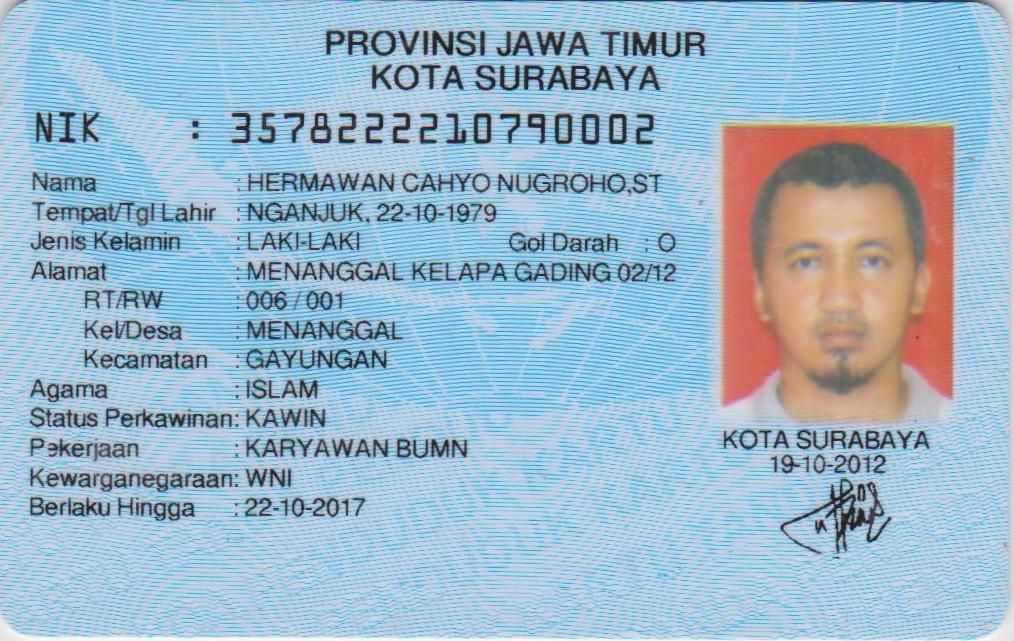 PROVINSI JAWA TIMUR
KOTA SURABAYA
NIK : 3578222210790002
Nama : HERMAWAN CAHYO NUGROHO,ST
Tempat/Tgl Lahir : NGANJUK, 22-10-1979
Jenis Kelamin : LAKI-LAKI Gol Darah : O
Alamat : MENANGGAL KELAPA GADING 02/12
RT/RW : 006 / 001
Kel/Desa : MENANGGAL
Kecamatan : GAYUNGAN
Agama : ISLAM
Status Perkawinan: KAWIN
Pekerjaan : KARYAWAN BUMN
Kewarganegaraan: WNI
Berlaku Hingga : 22-10-2017
KOTA SURABAYA
19-10-2012